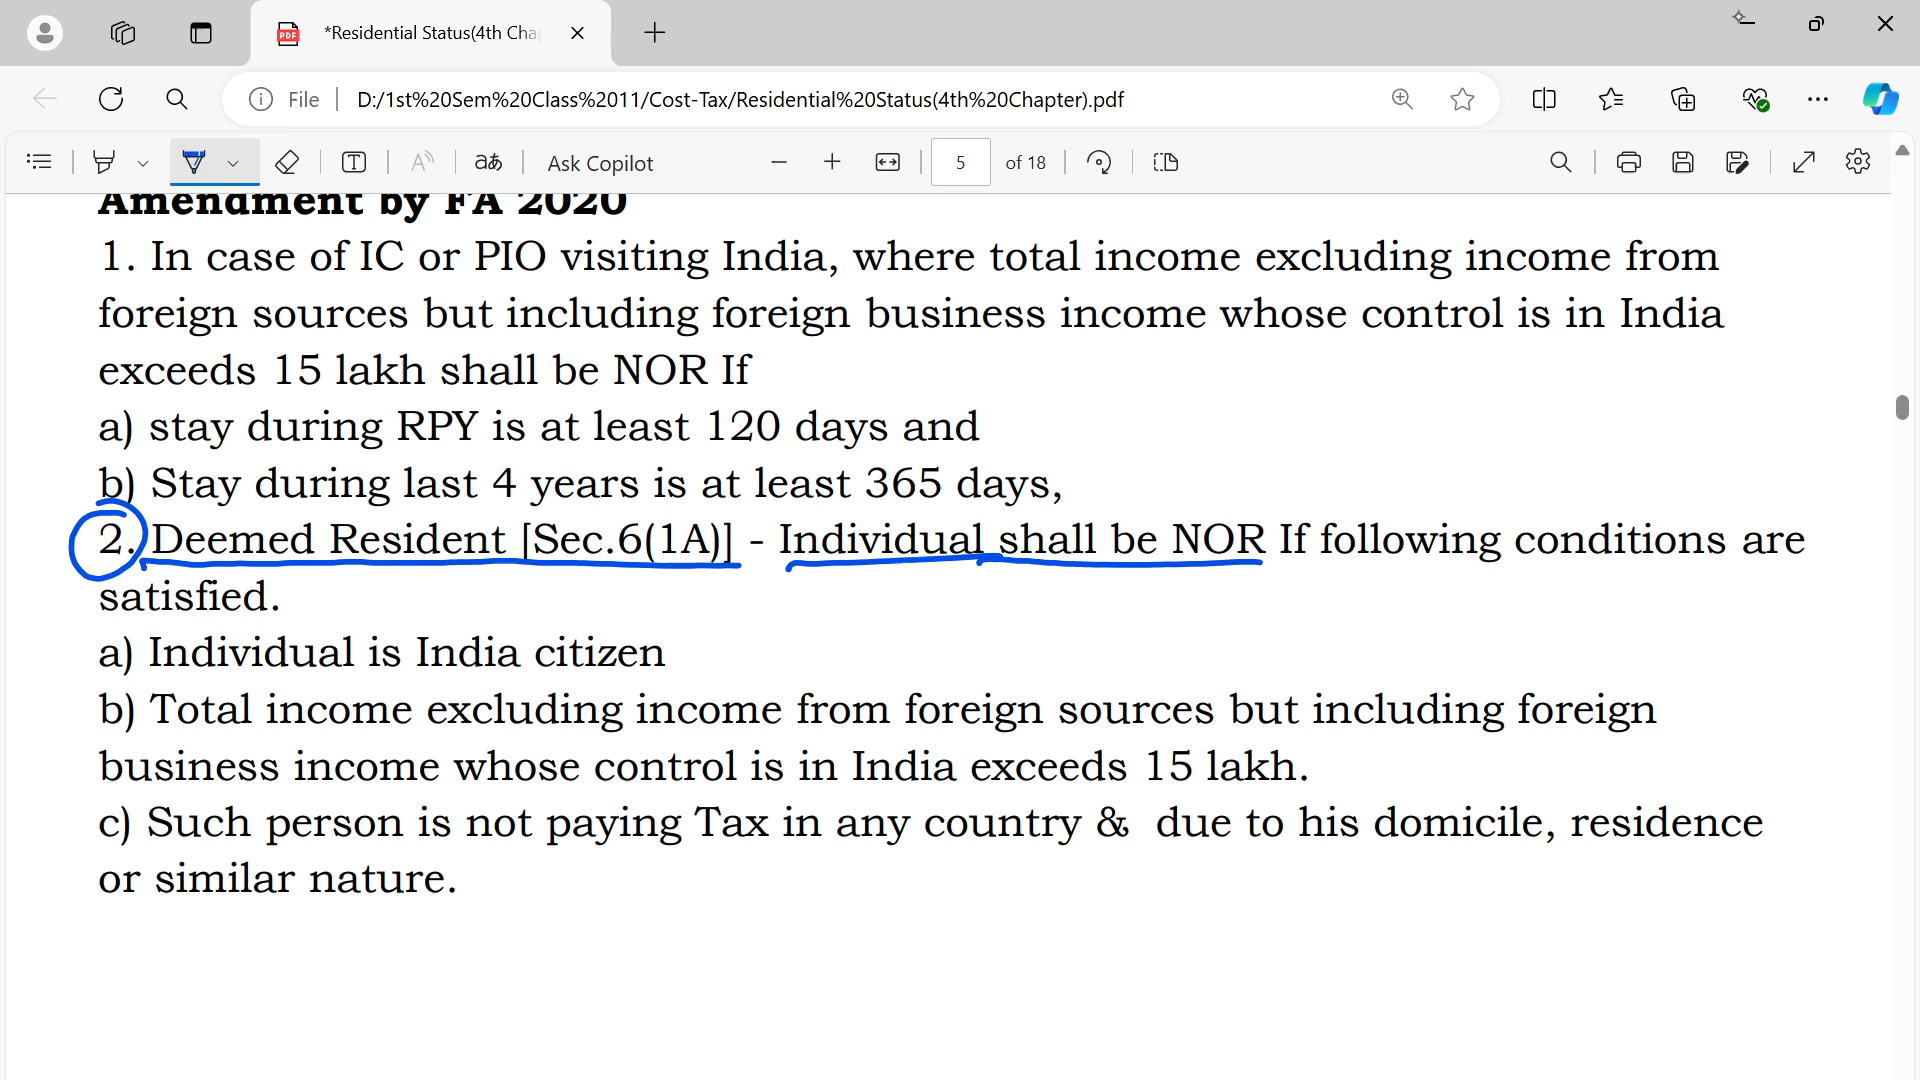 *Residential Status(4th Cha
File
D:/1st%20Sem%20Class%2011/Cost-Tax/Residential%20Status(4th%20Chapter).pdf
Ask Copilot
5
of 18
Amendment by FA 2020
1. In case of IC or PIO visiting India, where total income excluding income from
foreign sources but including foreign business income whose control is in India
exceeds 15 lakh shall be NOR If
a) stay during RPY is at least 120 days and
b) Stay during last 4 years is at least 365 days,
2. Deemed Resident [Sec.6(1A)] - Individual shall be NOR If following conditions are
satisfied.
a) Individual is India citizen
b) Total income excluding income from foreign sources but including foreign
business income whose control is in India exceeds 15 lakh.
c) Such person is not paying Tax in any country & due to his domicile, residence
or similar nature.